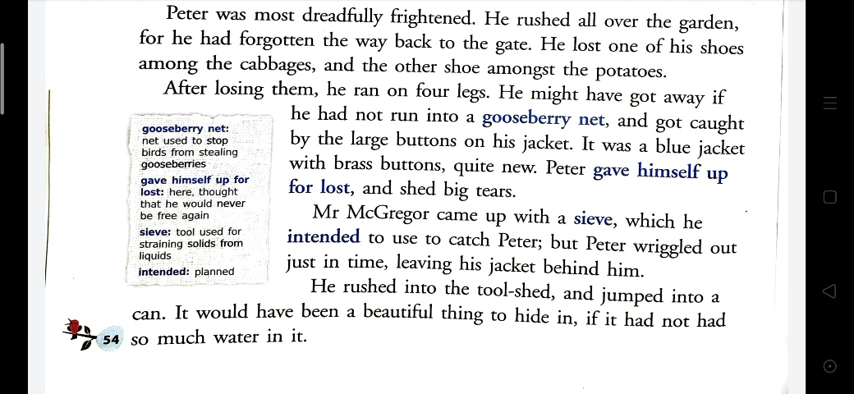 Peter was most dreadfully frightened. He rushed all over the garden,
for he had forgotten the way back to the gate. He lost one of his shoes
among the cabbages, and the other shoe amongst the potatoes.
After losing them, he ran on four legs. He might have got away if
he had not run into a gooseberry net, and got caught
by the large buttons on his jacket. It was a blue jacket
with brass buttons, quite new. Peter gave himself up
for lost, and shed big tears.
Mr McGregor came up with a sieve, which he
intended to use to catch Peter; but Peter wriggled out
just in time, leaving his jacket behind him.
He rushed into the tool-shed, and jumped into a
can. It would have been a beautiful thing to hide in, if it had not had
so much water in it.
gooseberry net:
net used to stop
birds from stealing
gooseberries
gave himself up for
lost: here, thought
that he would never
be free again
sieve: tool used for
straining solids from
liquids
intended: planned
54